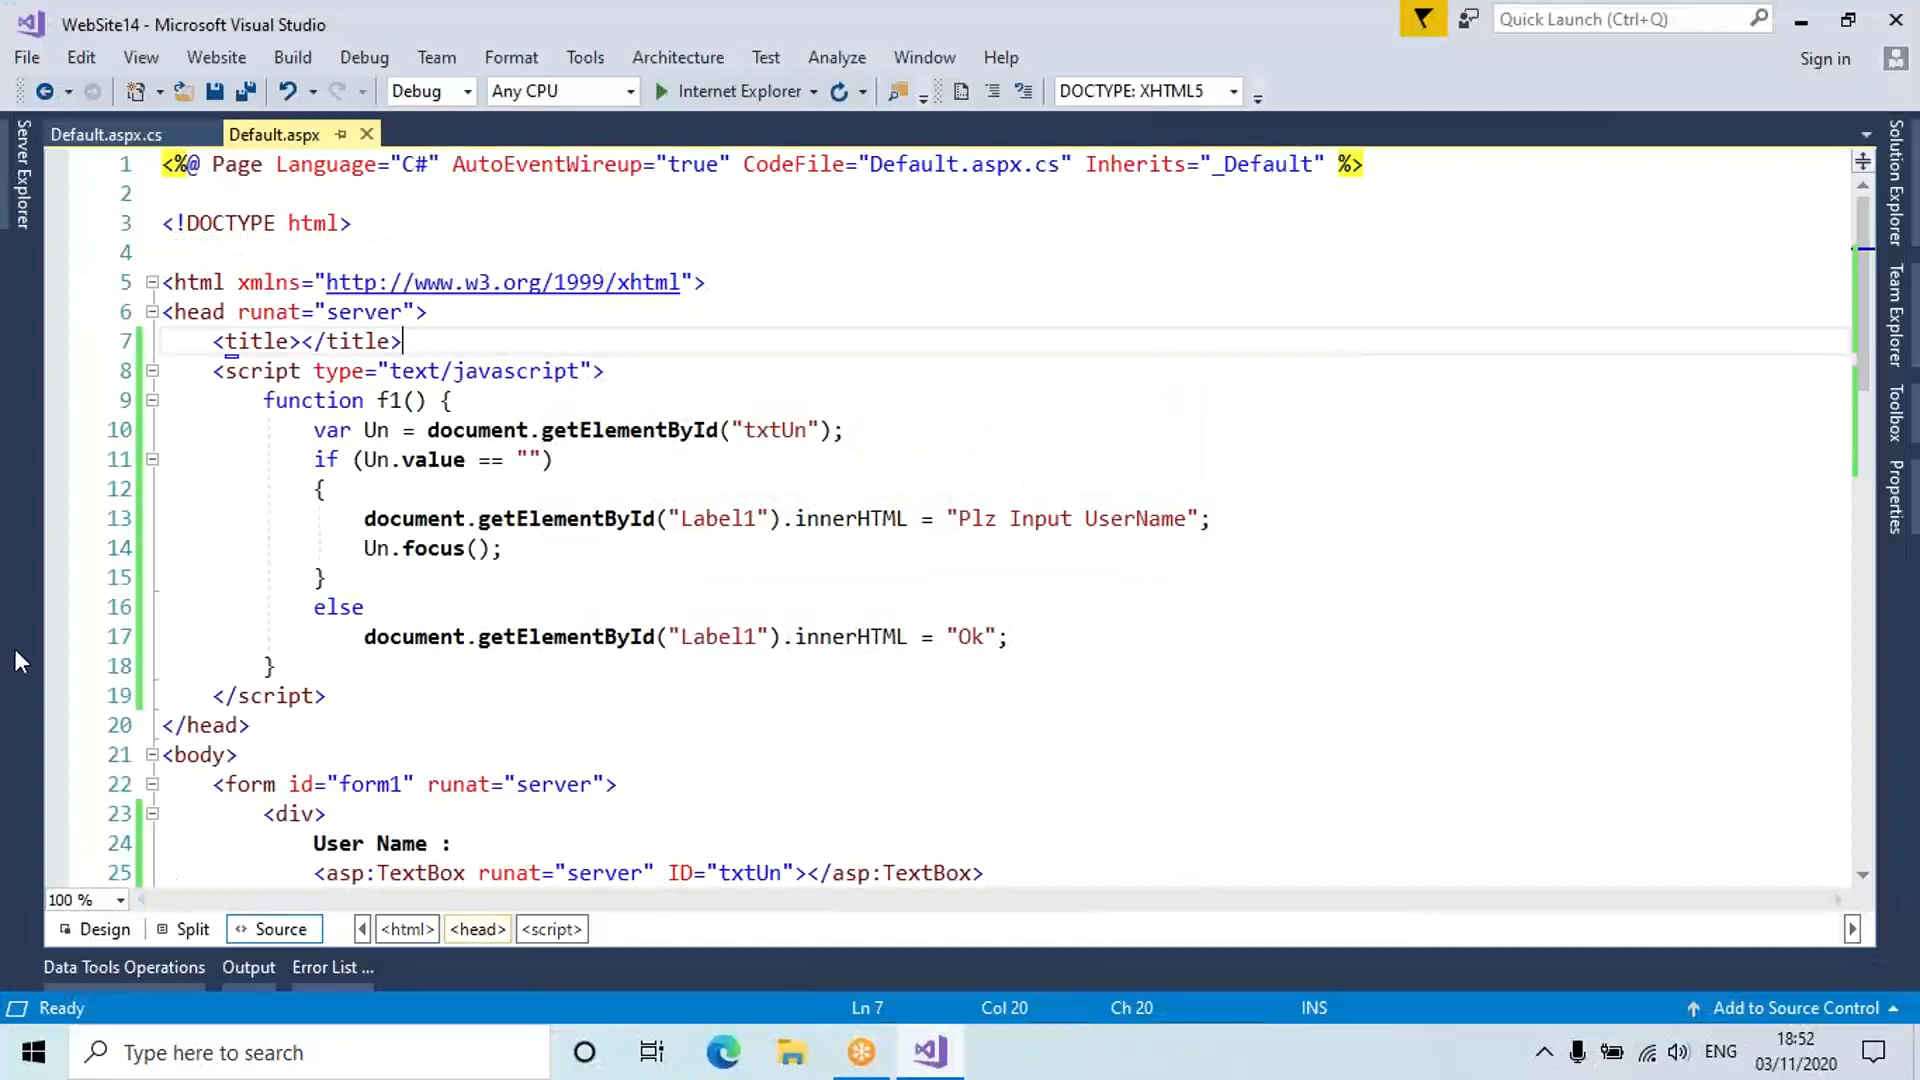 WebSite14 - Microsoft Visual Studio
Quick Launch (Ctrl+Q)
File Edit View Website Build Debug Team Format Tools Architecture Test Analyze Window Help
Sign in
Debug Any CPU Internet Explorer DOCTYPE: XHTML5
Server Explorer
Default.aspx.cs Default.aspx
1 <%@ Page Language="C#" AutoEventWireup="true" CodeFile="Default.aspx.cs" Inherits="_Default" %>
2
3 <!DOCTYPE html>
4
5 <html xmlns="http://www.w3.org/1999/xhtml">
6 <head runat="server">
7 <title></title>
8 <script type="text/javascript">
9 function f1() {
10 var Un = document.getElementById("txtUn");
11 if (Un.value == "")
12 {
13 document.getElementById("Label1").innerHTML = "Plz Input UserName";
14 Un.focus();
15 }
16 else
17 document.getElementById("Label1").innerHTML = "Ok";
18 }
19 </script>
20 </head>
21 <body>
22 <form id="form1" runat="server">
23 <div>
24 User Name :
25 <asp:TextBox runat="server" ID="txtUn"></asp:TextBox>
Solution Explorer
Team Explorer
Toolbox
Properties
100 %
Design Split Source <html> <head> <script>
Data Tools Operations Output Error List ...
Ready Ln 7 Col 20 Ch 20 INS Add to Source Control
Type here to search
ENG
18:52
03/11/2020